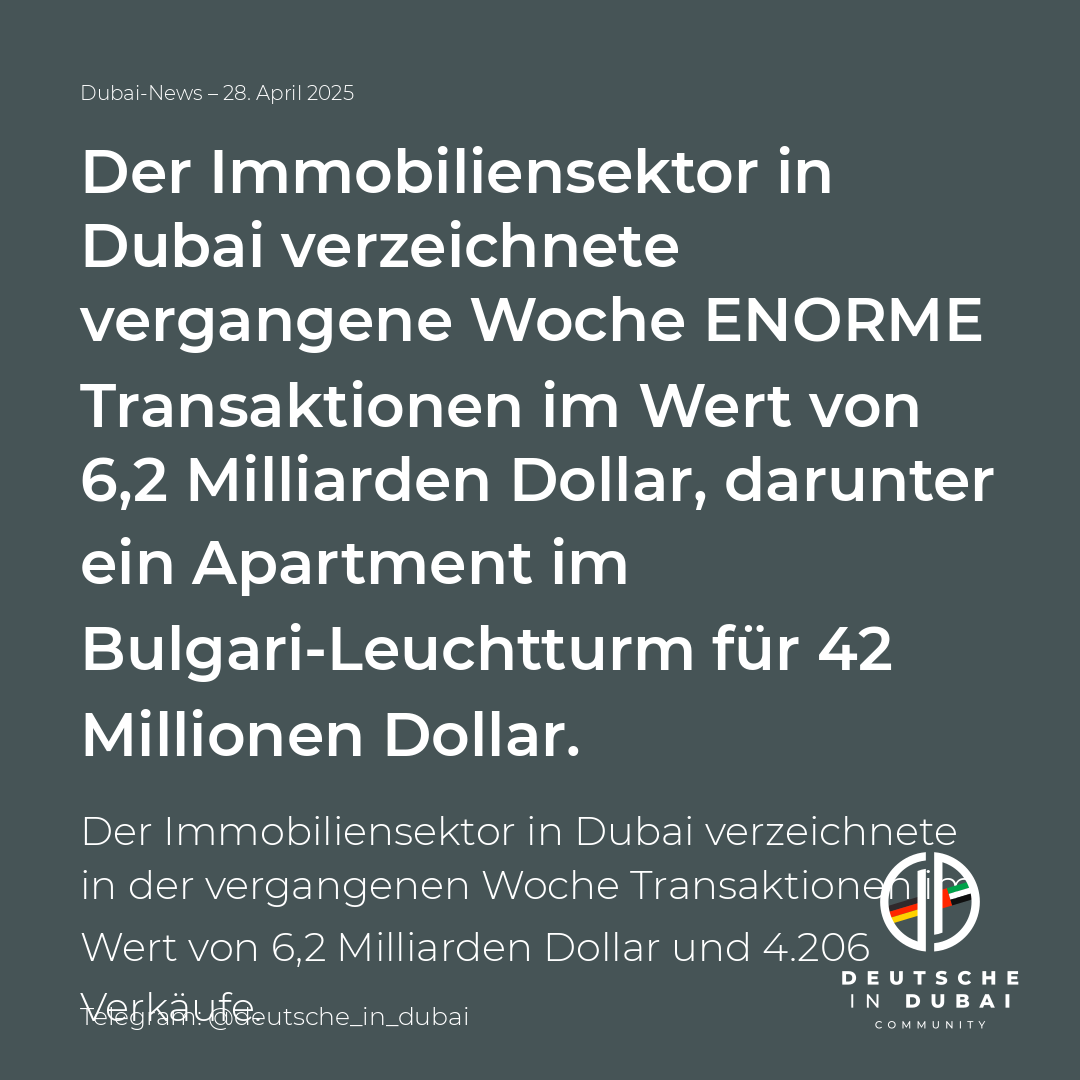 Dubai-News – 28. April 2025
Der Immobiliensektor in
Dubai verzeichnete
vergangene Woche ENORME
Transaktionen im Wert von
6,2 Milliarden Dollar, darunter
ein Apartment im
Bulgari-Leuchtturm für 42
Millionen Dollar.
Der Immobiliensektor in Dubai verzeichnete
in der vergangenen Woche Transaktionen im
Wert von 6,2 Milliarden Dollar und 4.206
Verkäufe.
Telegram: @deutsche_in_dubai
DEUTSCHE
IN DUBAI
COMMUNITY